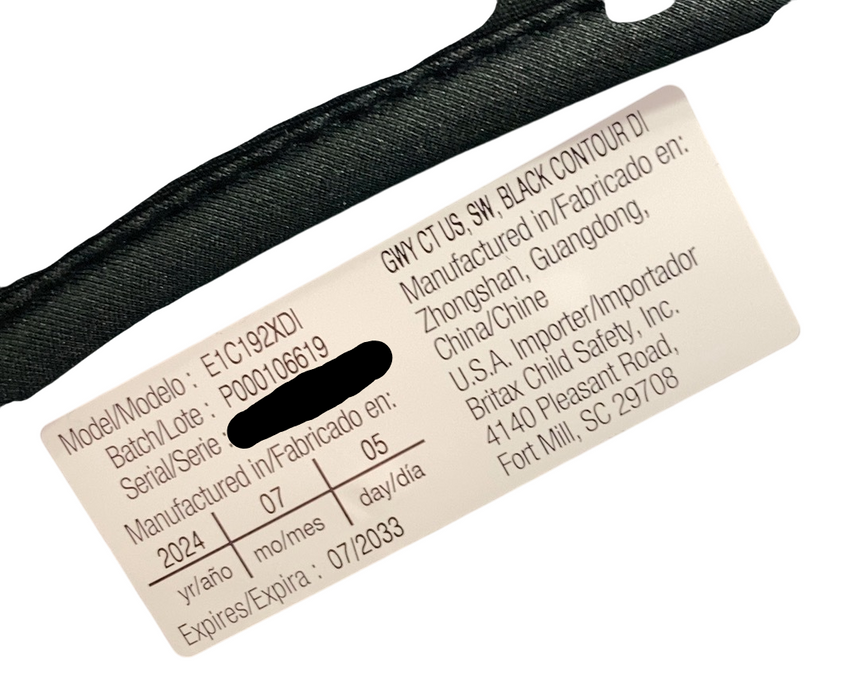 Model/Modelo : E1C192XDI
Batch/Lote : P000106619
Serial/Serie :
Manufactured in/Fabricado en:
2024 07 05
yr/año mo/mes day/día
Expires/Expira : 07/2033
GWY CT US, SW, BLACK CONTOUR DI
Manufactured in/Fabricado en:
Zhongshan, Guangdong,
China/Chine
U.S.A. Importer/Importador
Britax Child Safety, Inc.
4140 Pleasant Road,
Fort Mill, SC 29708